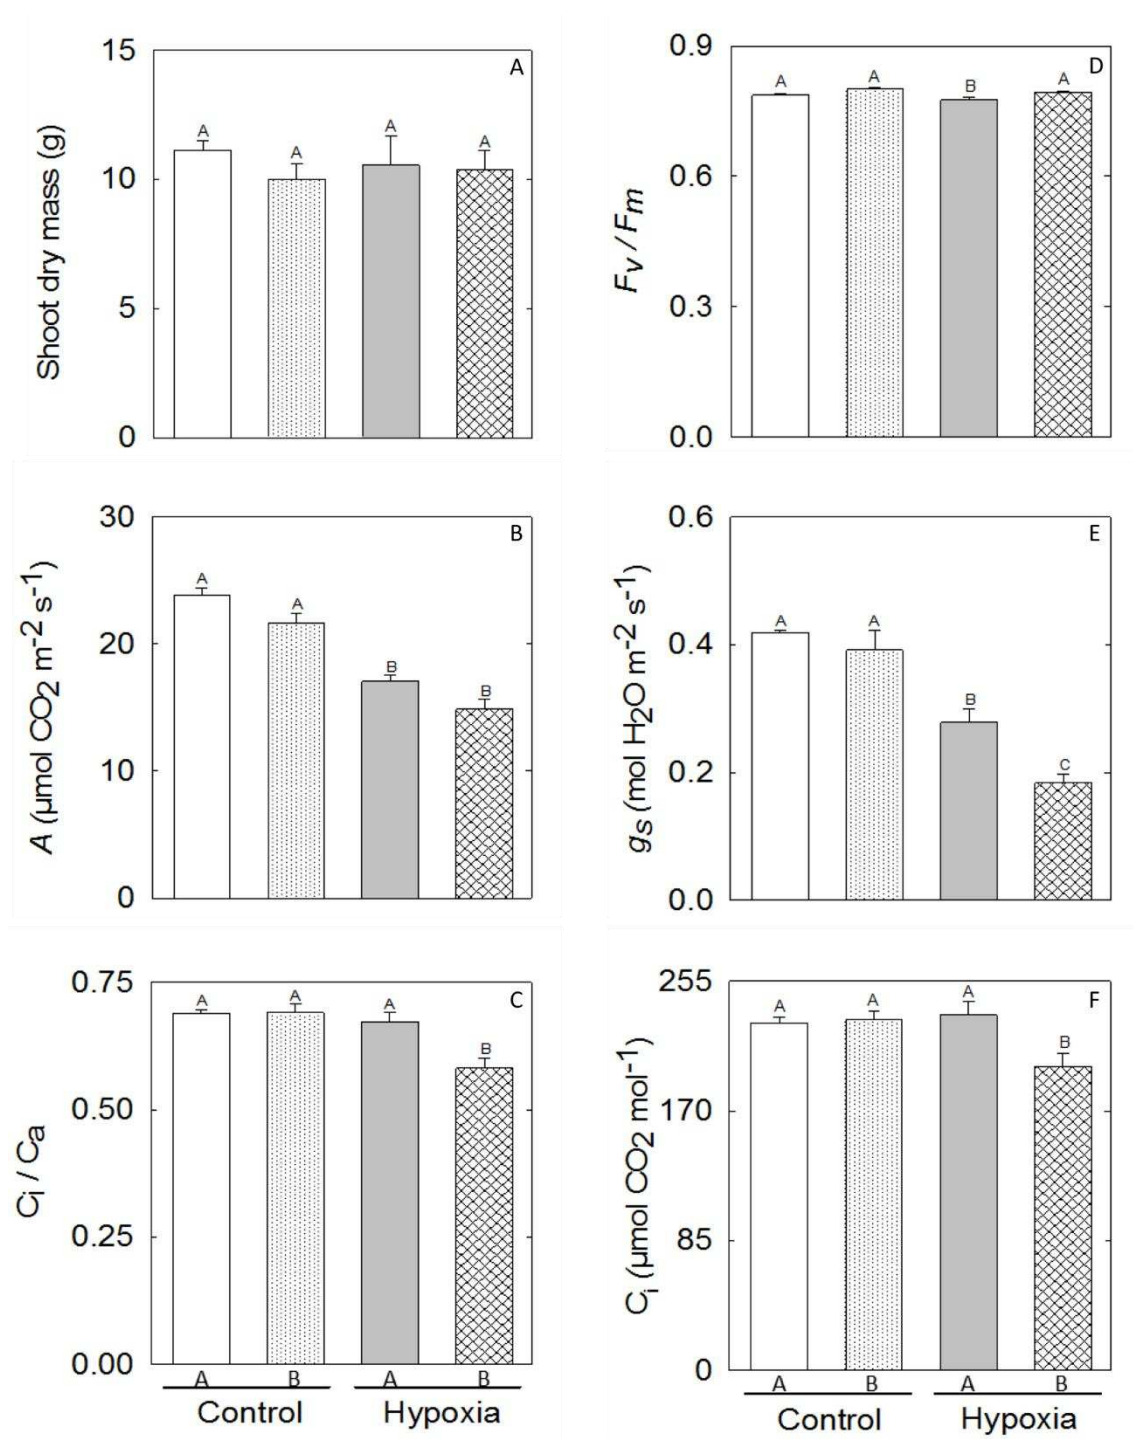 15
A
A
A
A
A
10
5
0
Shoot dry mass (g)
0.9
D
A
A
B
A
0.6
0.3
0.0
Fv / Fm
30
B
A
A
B
B
20
10
0
A (µmol CO2 m-2 s-1)
0.6
E
A
A
B
C
0.4
0.2
0.0
gs (mol H2O m-2 s-1)
0.75
C
A
A
A
B
0.50
0.25
0.00
Ci / Ca
A B A B
Control Hypoxia
255
F
A
A
A
B
170
85
0
Ci (µmol CO2 mol-1)
A B A B
Control Hypoxia